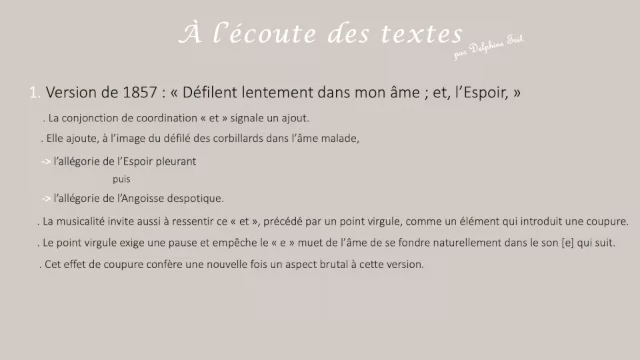 À l'écoute des textes
par Delphine Guit
1. Version de 1857 : « Défilent lentement dans mon âme ; et, l'Espoir, »
. La conjonction de coordination « et » signale un ajout.
. Elle ajoute, à l'image du défilé des corbillards dans l'âme malade,
-> l'allégorie de l'Espoir pleurant
puis
-> l'allégorie de l'Angoisse despotique.
. La musicalité invite aussi à ressentir ce « et », précédé par un point virgule, comme un élément qui introduit une coupure.
. Le point virgule exige une pause et empêche le « e » muet de l'âme de se fondre naturellement dans le son [e] qui suit.
. Cet effet de coupure confère une nouvelle fois un aspect brutal à cette version.